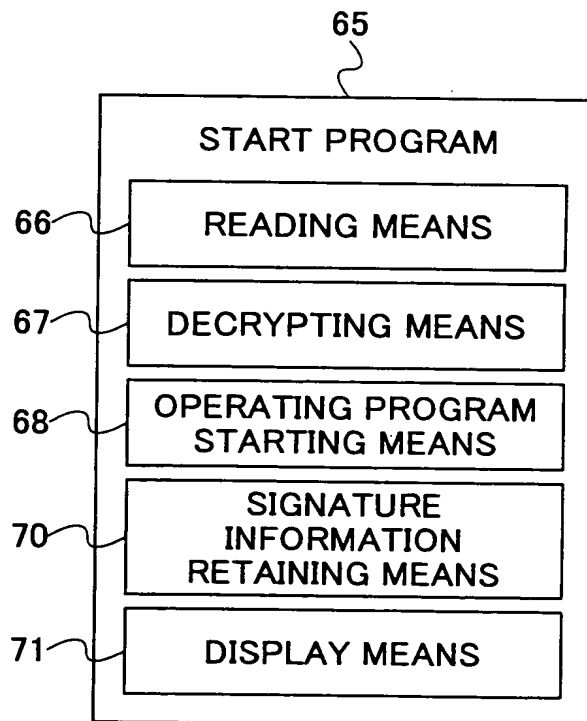 65
START PROGRAM
66
READING MEANS
67
DECRYPTING MEANS
68
OPERATING PROGRAM
STARTING MEANS
70
SIGNATURE
INFORMATION
RETAINING MEANS
71
DISPLAY MEANS